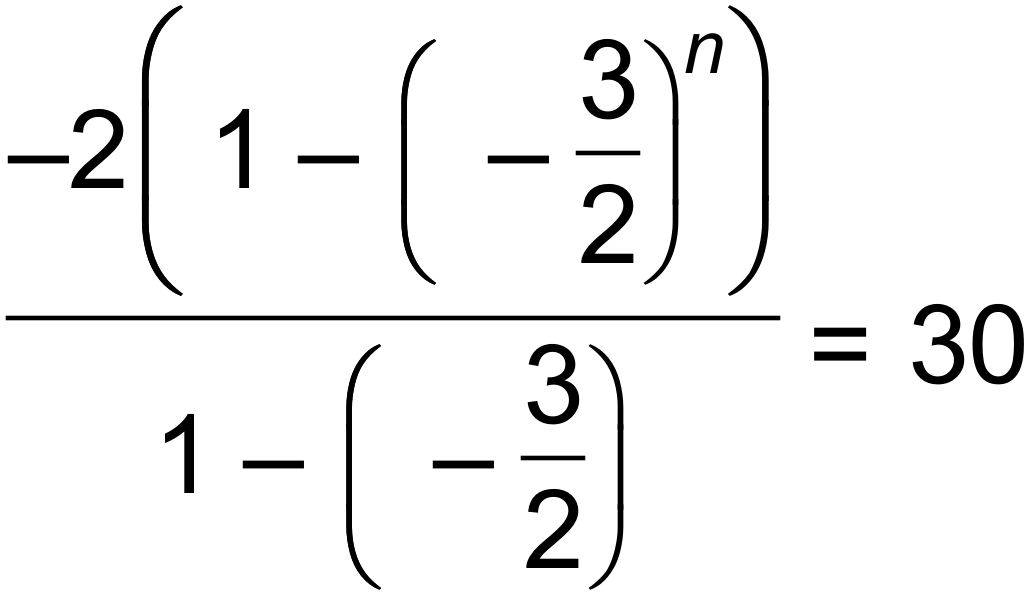 −2(1 − (−3/2)^n) / (1 − (−3/2)) = 30